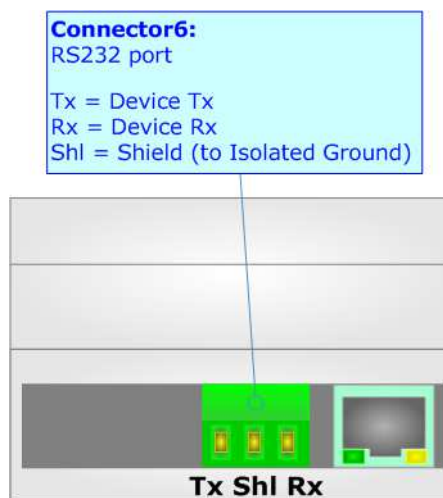 Connector6:
RS232 port
Tx = Device Tx
Rx = Device Rx
Shl = Shield (to Isolated Ground)
Tx Shl Rx